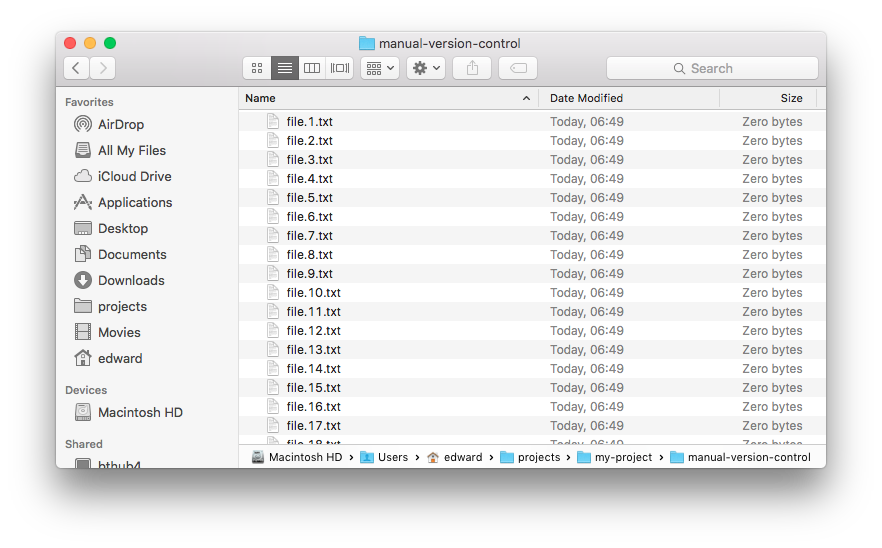 manual-version-control
Search
Favorites
AirDrop
All My Files
iCloud Drive
Applications
Desktop
Documents
Downloads
projects
Movies
edward
Devices
Macintosh HD
Shared
bthub4
Name Date Modified Size
file.1.txt Today, 06:49 Zero bytes
file.2.txt Today, 06:49 Zero bytes
file.3.txt Today, 06:49 Zero bytes
file.4.txt Today, 06:49 Zero bytes
file.5.txt Today, 06:49 Zero bytes
file.6.txt Today, 06:49 Zero bytes
file.7.txt Today, 06:49 Zero bytes
file.8.txt Today, 06:49 Zero bytes
file.9.txt Today, 06:49 Zero bytes
file.10.txt Today, 06:49 Zero bytes
file.11.txt Today, 06:49 Zero bytes
file.12.txt Today, 06:49 Zero bytes
file.13.txt Today, 06:49 Zero bytes
file.14.txt Today, 06:49 Zero bytes
file.15.txt Today, 06:49 Zero bytes
file.16.txt Today, 06:49 Zero bytes
file.17.txt Today, 06:49 Zero bytes
file.18.txt Today, 06:49 Zero bytes
Macintosh HD › Users › edward › projects › my-project › manual-version-control